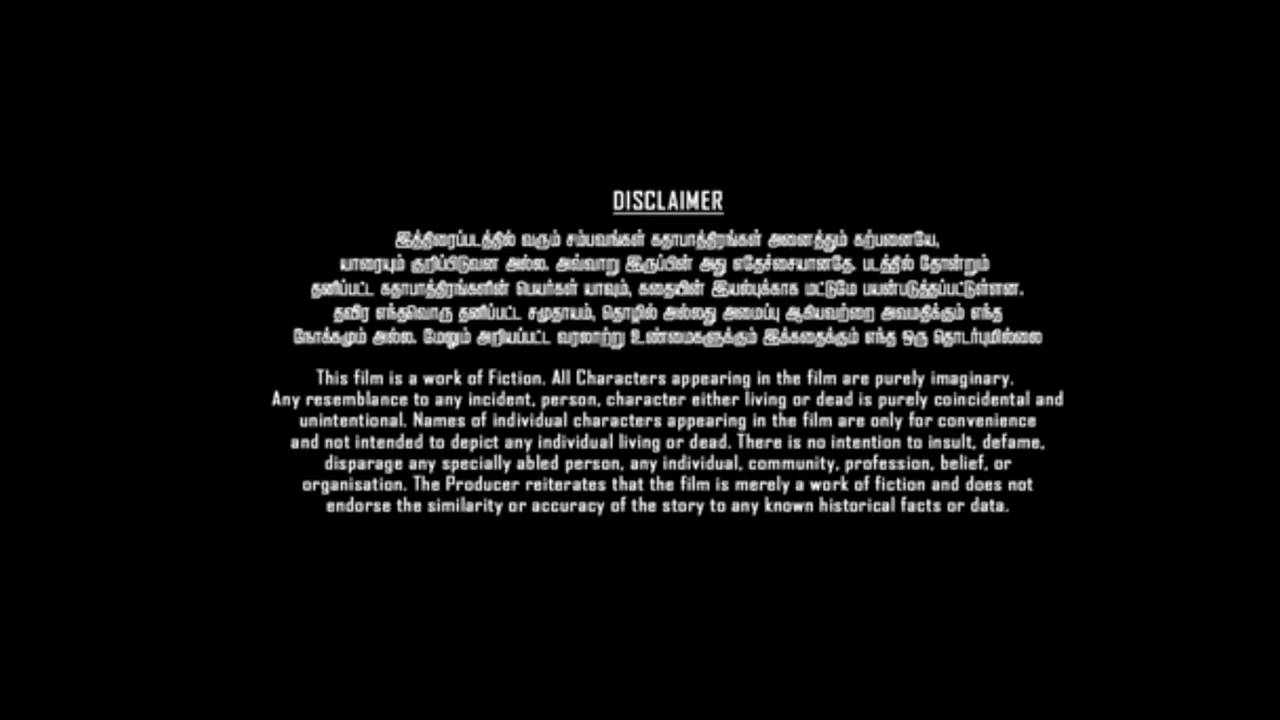 DISCLAIMER
இத்திரைப்படத்தில் வரும் சம்பவங்கள் கதாபாத்திரங்கள் அனைத்தும் கற்பனையே,
யாரையும் குறிப்பிடுவன அல்ல. அவ்வாறு இருப்பின் அது எதேச்சையானதே. படத்தில் தோன்றும்
தனிப்பட்ட கதாபாத்திரங்களின் பெயர்கள் யாவும், கதையின் இயல்புக்காக மட்டுமே பயன்படுத்தப்பட்டுள்ளன.
தவிர எந்தவொரு தனிப்பட்ட சமுதாயம், தொழில் அல்லது அமைப்பு ஆகியவற்றை அவமதிக்கும் எந்த
நோக்கமும் அல்ல. மேலும் அறியப்பட்ட வரலாற்று உண்மைகளுக்கும் இக்கதைக்கும் எந்த ஒரு தொடர்புமில்லை
This film is a work of Fiction. All Characters appearing in the film are purely imaginary.
Any resemblance to any incident, person, character either living or dead is purely coincidental and
unintentional. Names of individual characters appearing in the film are only for convenience
and not intended to depict any individual living or dead. There is no intention to insult, defame,
disparage any specially abled person, any individual, community, profession, belief, or
organisation. The Producer reiterates that the film is merely a work of fiction and does not
endorse the similarity or accuracy of the story to any known historical facts or data.